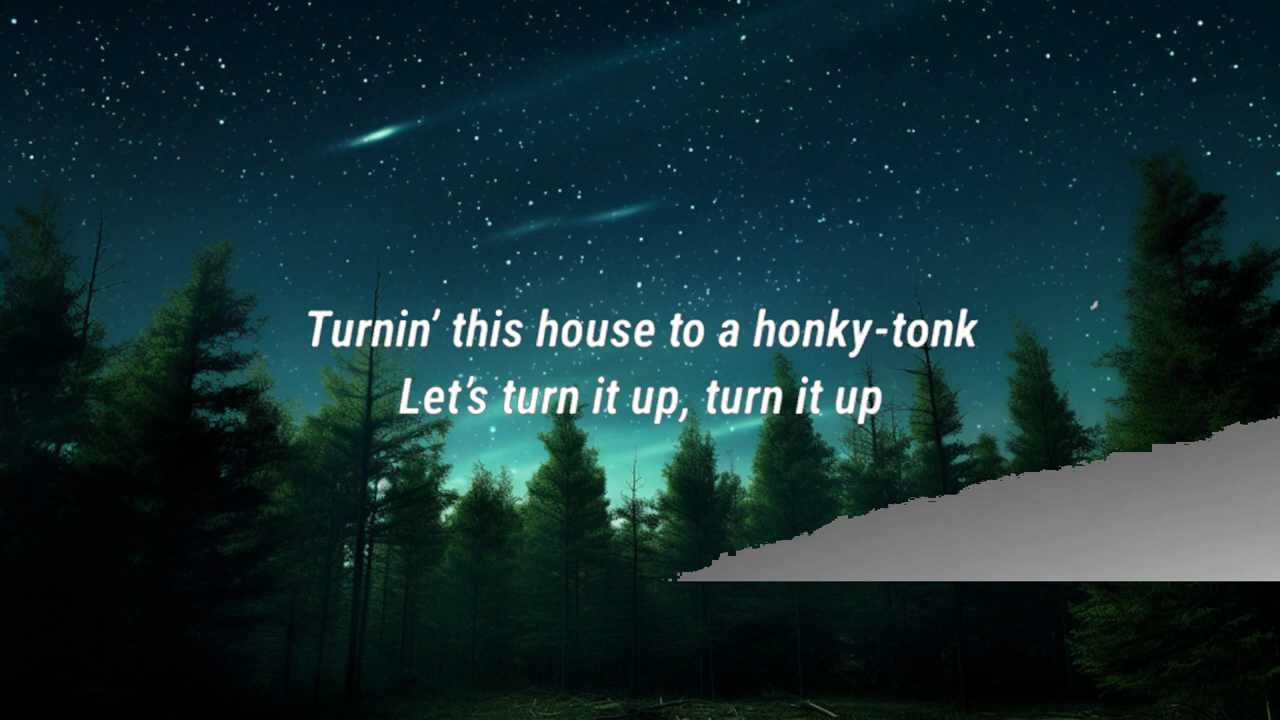 Turnin’ this house to a honky-tonk
Let’s turn it up, turn it up